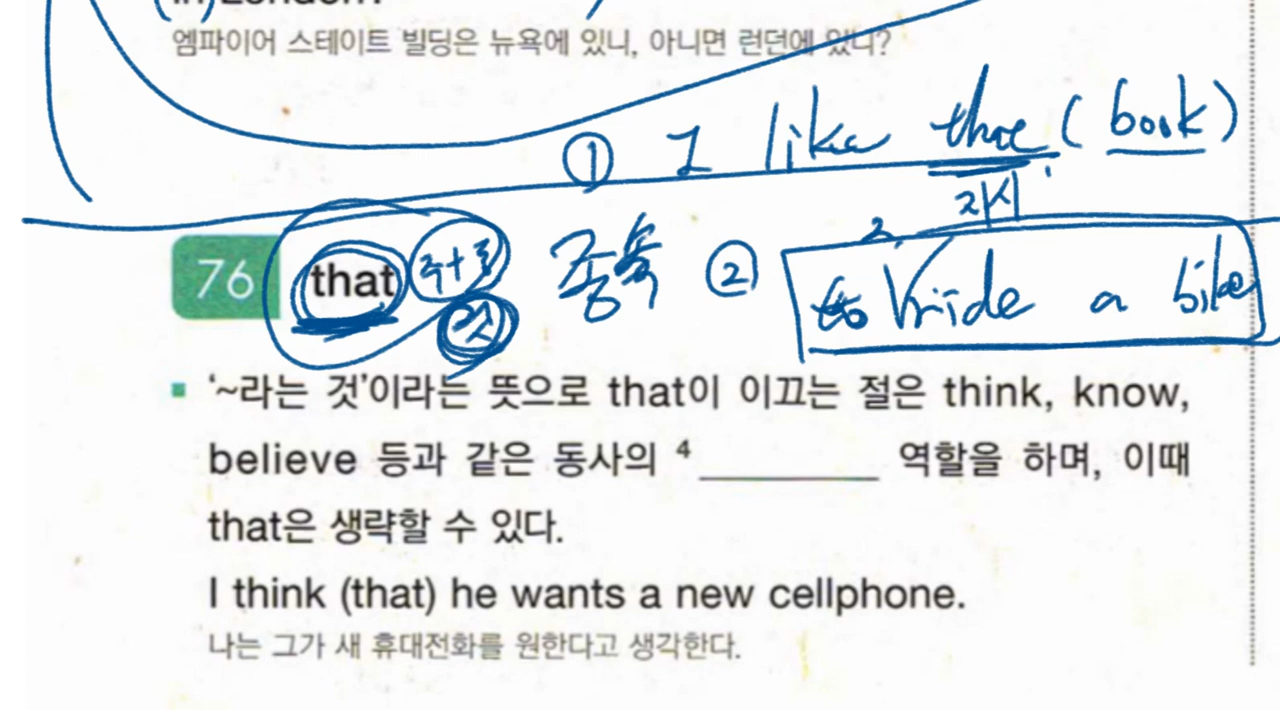 in London?
엠파이어 스테이트 빌딩은 뉴욕에 있니, 아니면 런던에 있니?
① I like (book)
지시
76 that 주+동 종속 ② to ride a bike
것
'~라는 것'이라는 뜻으로 that이 이끄는 절은 think, know,
believe 등과 같은 동사의 ⁴ ________ 역할을 하며, 이때
that은 생략할 수 있다.
I think (that) he wants a new cellphone.
나는 그가 새 휴대전화를 원한다고 생각한다.